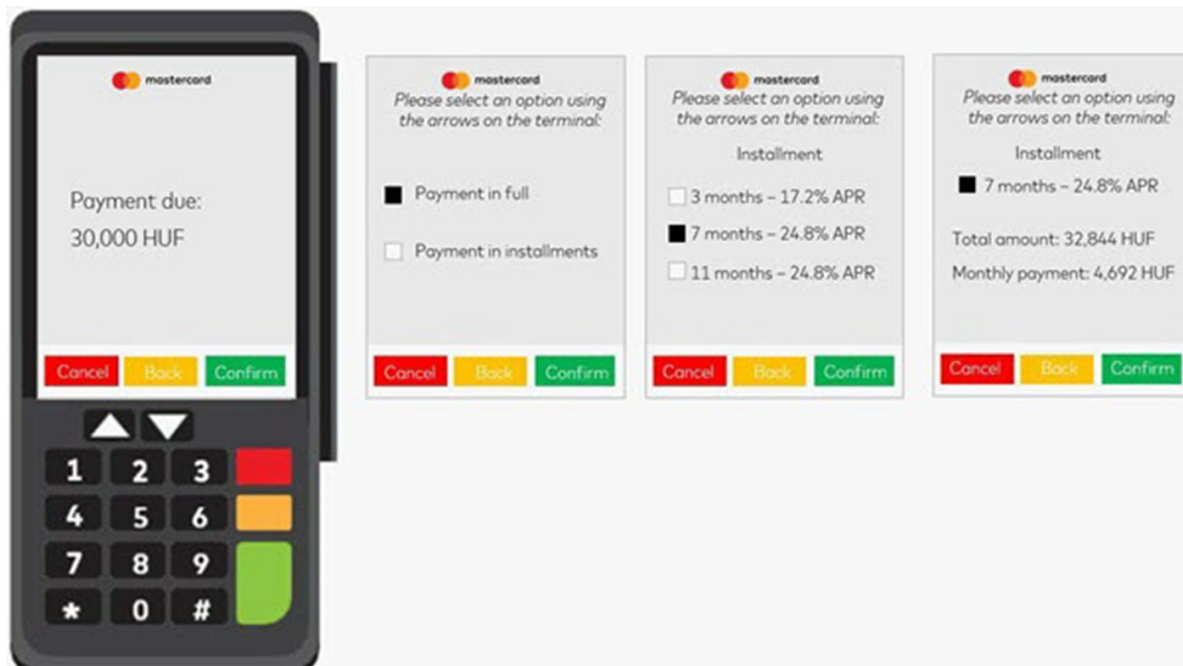 mastercard
Payment due:
30,000 HUF
Cancel
Back
Confirm
1 2 3
4 5 6
7 8 9
* 0 #
mastercard
Please select an option using
the arrows on the terminal:
Payment in full
Payment in installments
Cancel
Back
Confirm
mastercard
Please select an option using
the arrows on the terminal:
Installment
3 months – 17.2% APR
7 months – 24.8% APR
11 months – 24.8% APR
Cancel
Back
Confirm
mastercard
Please select an option using
the arrows on the terminal:
Installment
7 months – 24.8% APR
Total amount: 32,844 HUF
Monthly payment: 4,692 HUF
Cancel
Back
Confirm